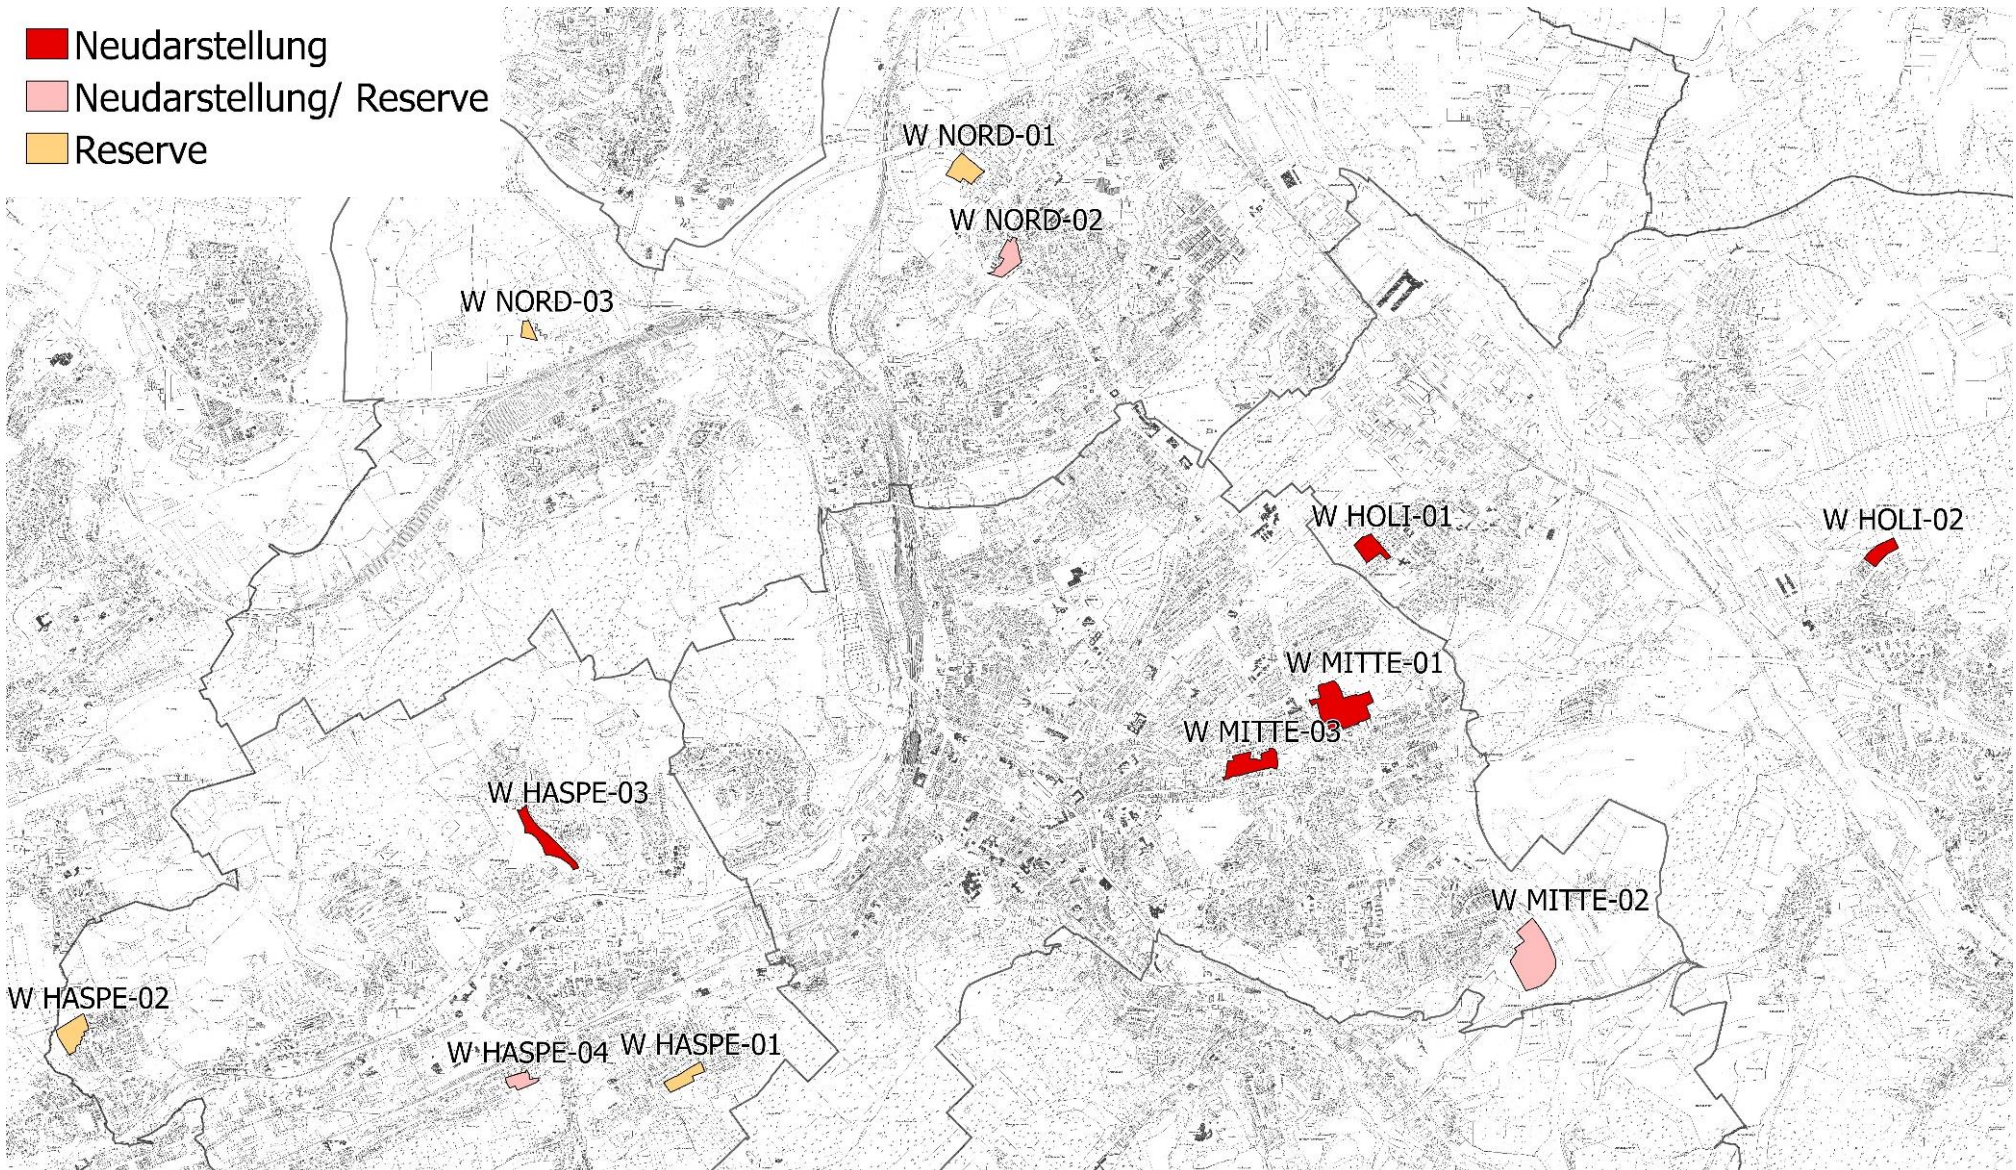 Neudarstellung
Neudarstellung/ Reserve
Reserve
W NORD-01
W NORD-02
W NORD-03
W HOLI-01
W HOLI-02
W MITTE-01
W MITTE-03
W HASPE-03
W MITTE-02
W HASPE-02
W HASPE-04
W HASPE-01